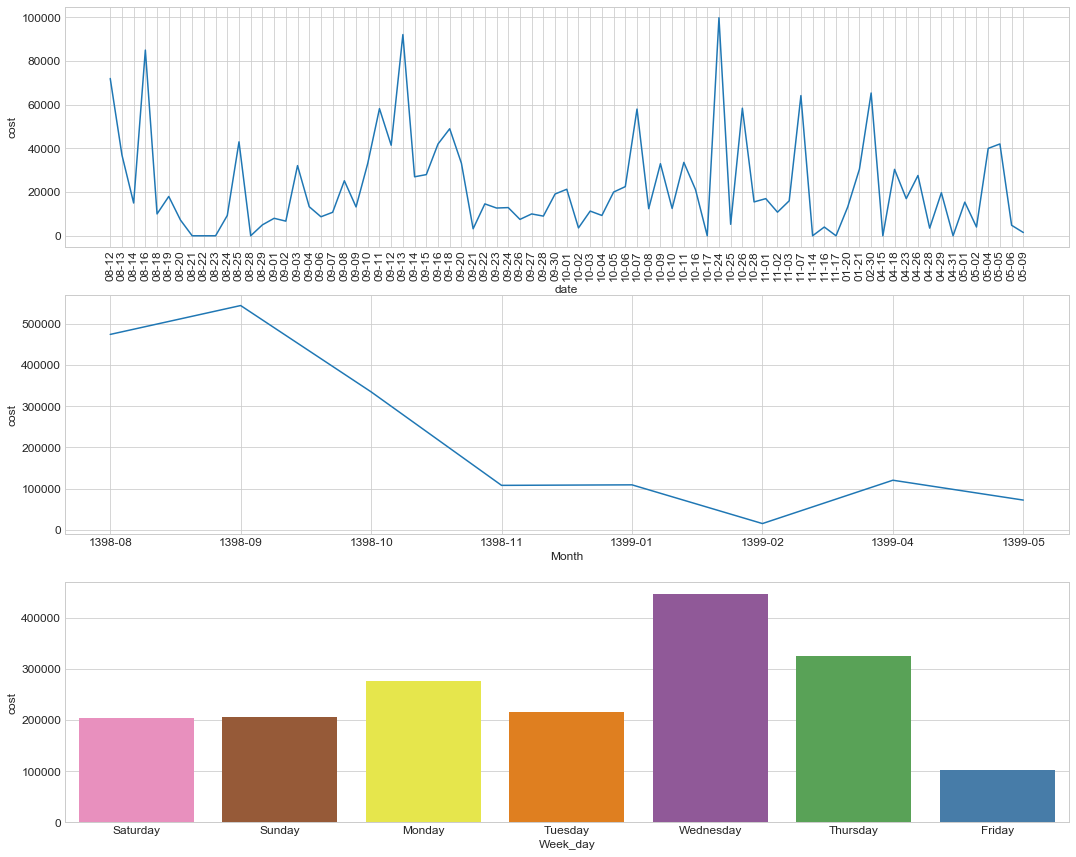 100000
80000
60000
40000
20000
0
cost
08-12 08-13 08-14 08-16 08-18 08-19 08-20 08-21 08-22 08-23 08-24 08-25 08-28 08-29 09-01 09-02 09-03 09-04 09-06 09-07 09-08 09-09 09-10 09-11 09-12 09-13 09-14 09-15 09-16 09-18 09-20 09-21 09-22 09-23 09-24 09-26 09-27 09-28 09-30 10-01 10-02 10-03 10-04 10-05 10-06 10-07 10-08 10-09 10-10 10-11 10-16 10-17 10-24 10-25 10-26 10-28 11-01 11-02 11-03 11-07 11-14 11-16 11-17 01-20 01-21 02-30 04-15 04-18 04-23 04-26 04-28 04-29 04-31 05-01 05-02 05-04 05-05 05-06 05-09
date
500000
400000
300000
200000
100000
0
cost
1398-08 1398-09 1398-10 1398-11 1399-01 1399-02 1399-04 1399-05
Month
400000
300000
200000
100000
0
cost
Saturday Sunday Monday Tuesday Wednesday Thursday Friday
Week_day